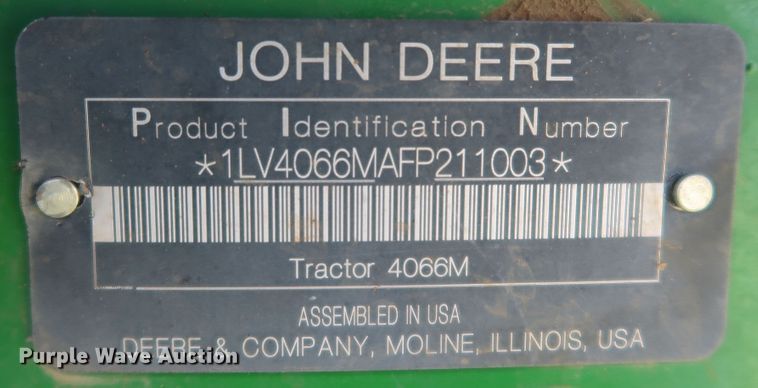 JOHN DEERE
Product Identification Number
*1LV4066MAFP211003*
Tractor 4066M
ASSEMBLED IN USA
DEERE & COMPANY, MOLINE, ILLINOIS, USA
Purple Wave Auction